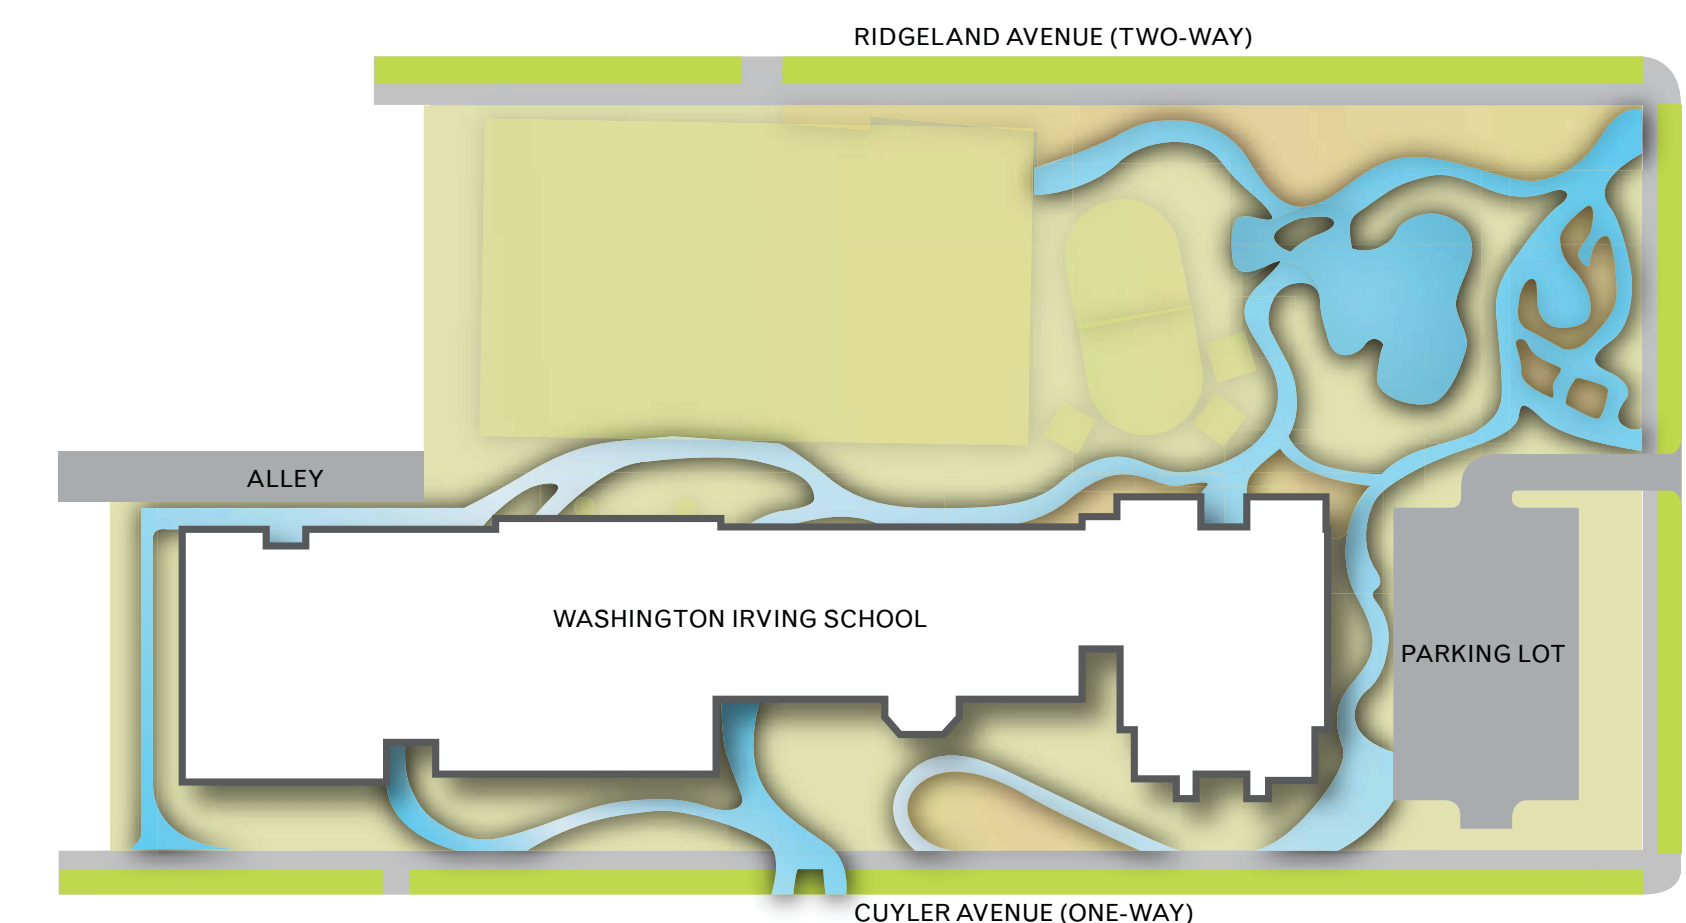 RIDGELAND AVENUE (TWO-WAY)
ALLEY
WASHINGTON IRVING SCHOOL
PARKING LOT
CUYLER AVENUE (ONE-WAY)